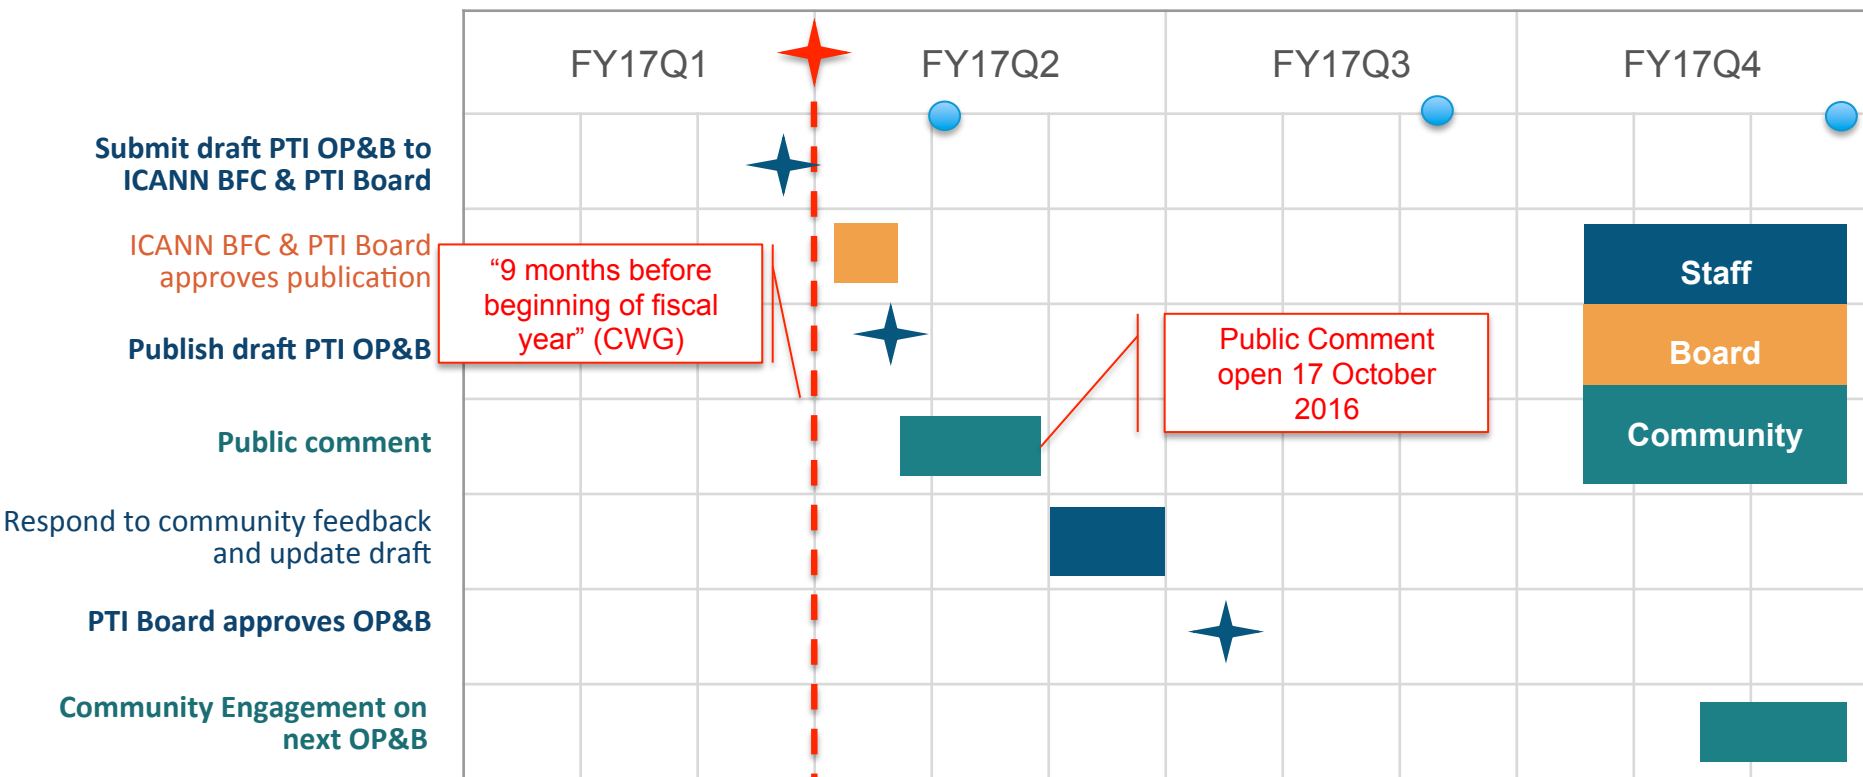 FY17Q1
FY17Q2
FY17Q3
FY17Q4
Submit draft PTI OP&B to
ICANN BFC & PTI Board
ICANN BFC & PTI Board
approves publication
“9 months before
beginning of fiscal
year” (CWG)
Publish draft PTI OP&B
Public Comment
open 17 October
2016
Staff
Board
Community
Public comment
Respond to community feedback
and update draft
PTI Board approves OP&B
Community Engagement on
next OP&B